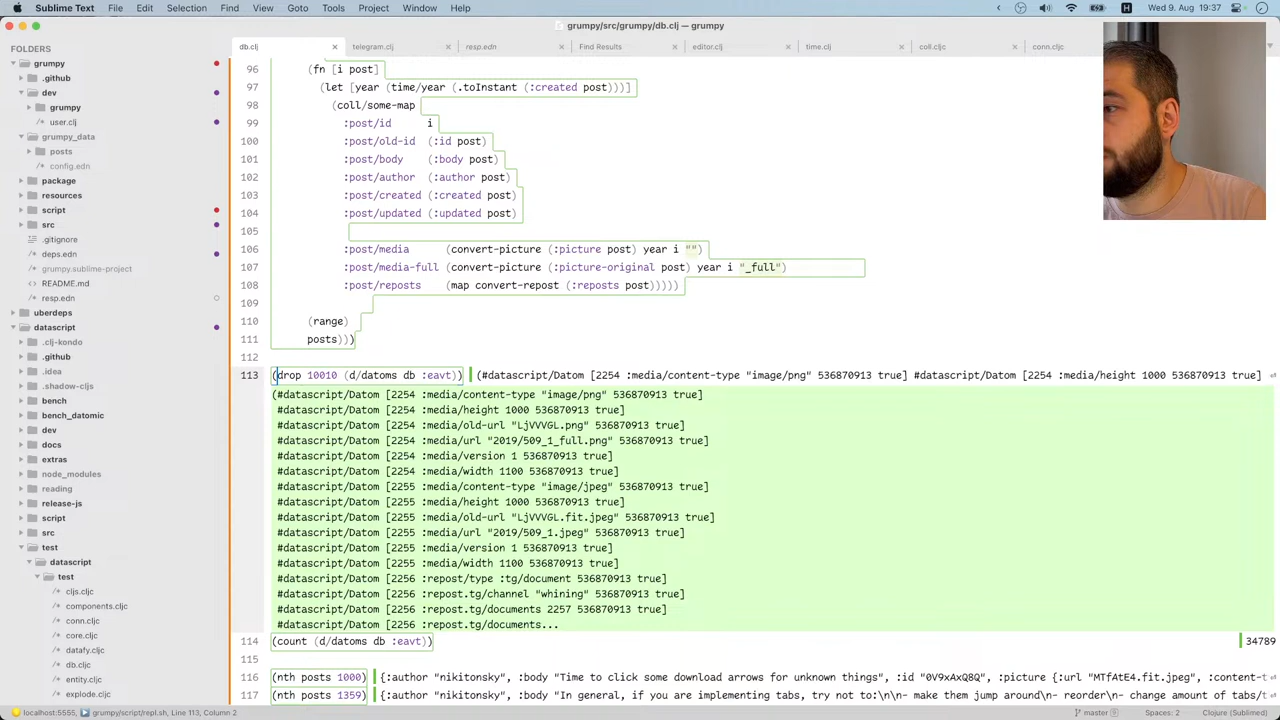 Sublime Text File Edit Selection Find View Goto Tools Project Window Help
Wed 9. Aug 19:37
grumpy/src/grumpy/db.clj — grumpy
FOLDERS
grumpy
.github
dev
grumpy
user.clj
grumpy_data
posts
config.edn
package
resources
script
src
.gitignore
deps.edn
grumpy.sublime-project
README.md
resp.edn
uberdeps
datascript
.clj-kondo
.github
.idea
.shadow-cljs
bench
bench_datomic
dev
docs
extras
node_modules
reading
release-js
script
src
test
datascript
test
cljs.cljc
components.cljc
conn.cljc
core.cljc
datafy.cljc
db.cljc
entity.cljc
explode.cljc
db.clj telegram.clj resp.edn Find Results editor.clj time.clj coll.clj conn.cljc
96 (fn [i post]
97 (let [year (time/year (.toInstant (:created post)))]
98 (coll/some-map
99 :post/id i
100 :post/old-id (:id post)
101 :post/body (:body post)
102 :post/author (:author post)
103 :post/created (:created post)
104 :post/updated (:updated post)
105
106 :post/media (convert-picture (:picture post) year i "")
107 :post/media-full (convert-picture (:picture-original post) year i "_full")
108 :post/reposts (map convert-repost (:reposts post)))))
109
110 (range)
111 posts)))
112
113 (drop 10010 (d/datoms db :eavt)) (#datascript/Datom [2254 :media/content-type "image/png" 536870913 true] #datascript/Datom [2254 :media/height 1000 536870913 true]
(#datascript/Datom [2254 :media/content-type "image/png" 536870913 true]
#datascript/Datom [2254 :media/height 1000 536870913 true]
#datascript/Datom [2254 :media/old-url "LjVVVGL.png" 536870913 true]
#datascript/Datom [2254 :media/url "2019/509_1_full.png" 536870913 true]
#datascript/Datom [2254 :media/version 1 536870913 true]
#datascript/Datom [2254 :media/width 1100 536870913 true]
#datascript/Datom [2255 :media/content-type "image/jpeg" 536870913 true]
#datascript/Datom [2255 :media/height 1000 536870913 true]
#datascript/Datom [2255 :media/old-url "LjVVVGL.fit.jpeg" 536870913 true]
#datascript/Datom [2255 :media/url "2019/509_1.jpeg" 536870913 true]
#datascript/Datom [2255 :media/version 1 536870913 true]
#datascript/Datom [2255 :media/width 1100 536870913 true]
#datascript/Datom [2256 :repost/type :tg/document 536870913 true]
#datascript/Datom [2256 :repost.tg/channel "whining" 536870913 true]
#datascript/Datom [2256 :repost.tg/documents 2257 536870913 true]
#datascript/Datom [2256 :repost.tg/documents...
114 (count (d/datoms db :eavt)) 34789
115
116 (nth posts 1000) {:author "nikitonsky", :body "Time to click some download arrows for unknown things", :id "0V9xAxQ8Q", :picture {:url "MTfAtE4.fit.jpeg", :content-t
117 (nth posts 1359) {:author "nikitonsky", :body "In general, if you are implementing tabs, try not to:\n\n- make them jump around\n- reorder\n- change amount of tabs/t
localhost:5555, grumpy/script/repl.sh, Line 113, Column 2 master Spaces: 2 Clojure (Sublimed)